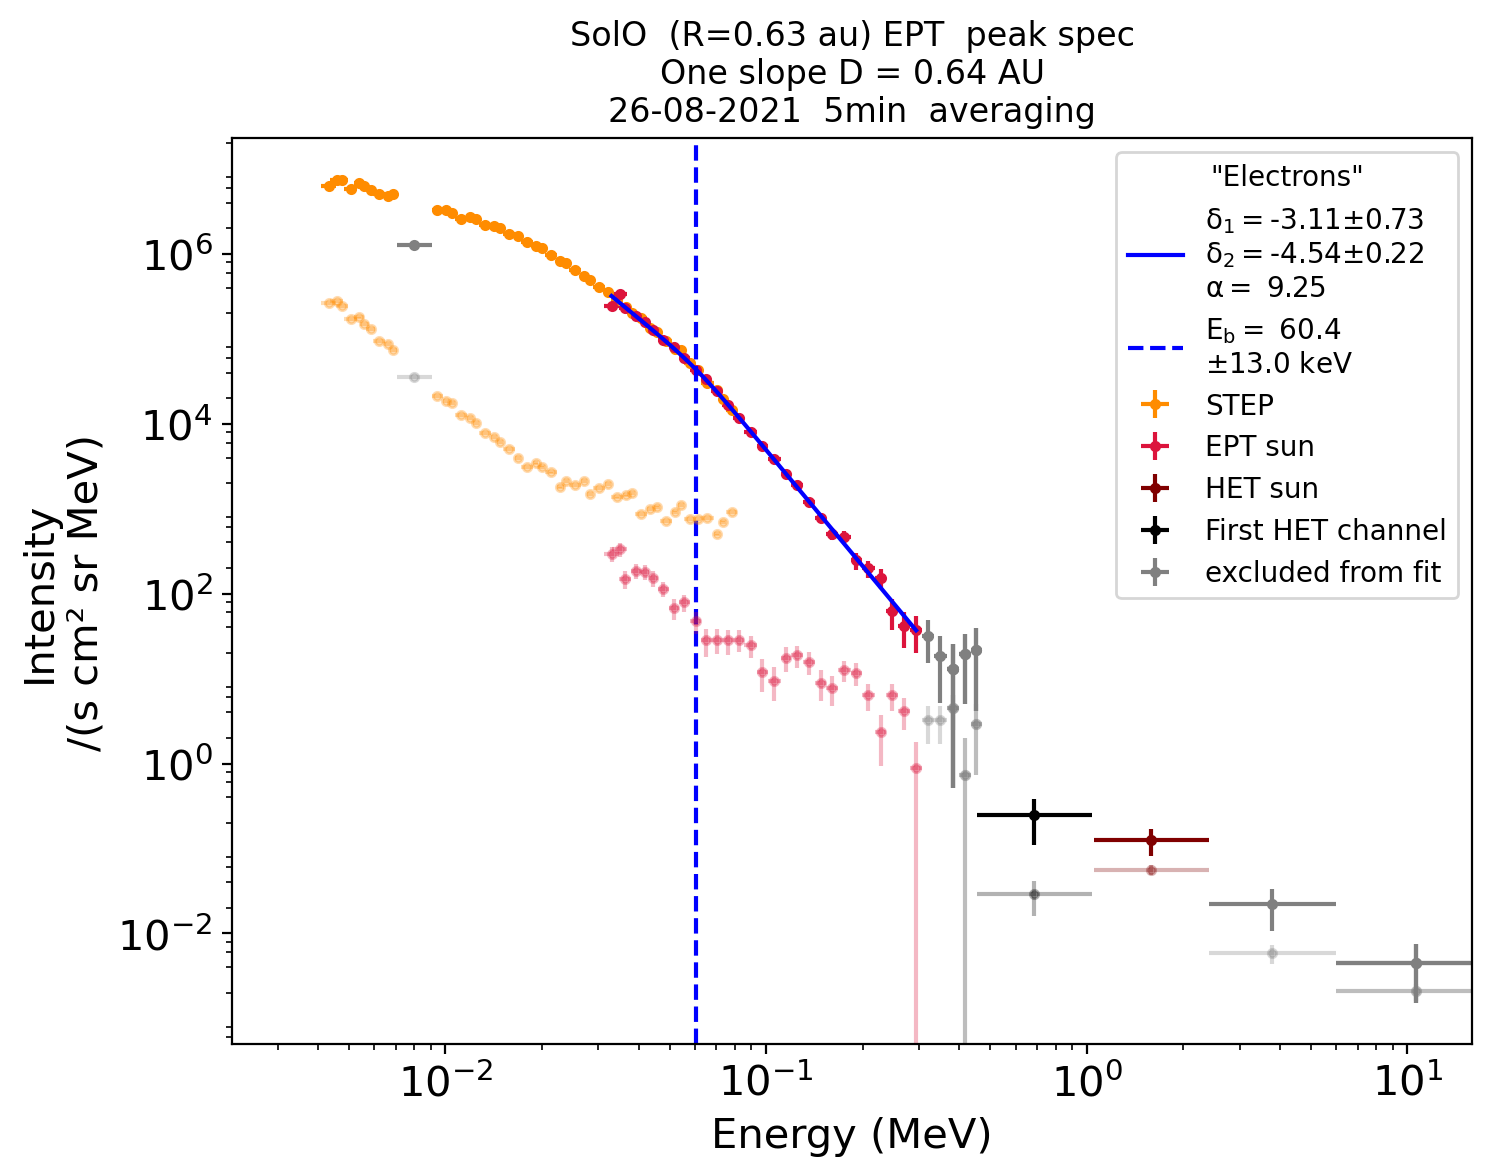 SolO  (R=0.63 au) EPT  peak spec
One slope D = 0.64 AU
26-08-2021  5min  averaging
"Electrons"
δ₁ = -3.11±0.73
δ₂ = -4.54±0.22
α = 9.25
E_b = 60.4
±13.0 keV
STEP
EPT sun
HET sun
First HET channel
excluded from fit
Intensity
/(s cm² sr MeV)
10⁶
10⁴
10²
10⁰
10⁻²
10⁻²
10⁻¹
10⁰
10¹
Energy (MeV)